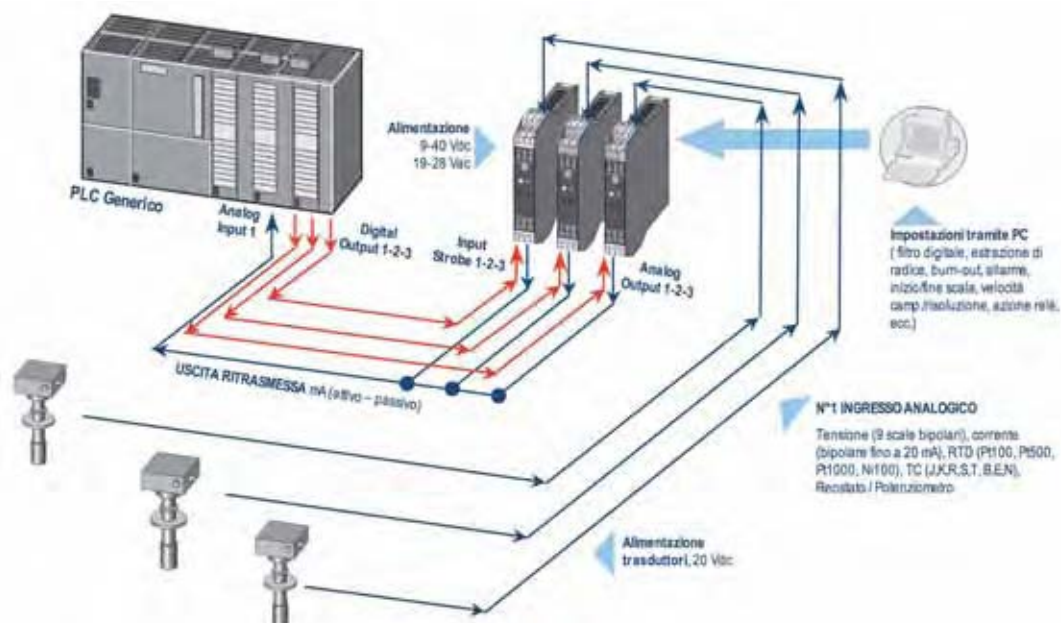 Alimentazione
9-40 Vdc
19-28 Vac
PLC Generico
Analog
Input 1
Digital
Output 1-2-3
Input
Strobe 1-2-3
Analog
Output 1-2-3
USCITA RITRASMESSA mA (attivo – passivo)
Impostazioni tramite PC
( filtro digitale, estrazione di
radice, burn-out, allarme,
inizio/fine scala, velocità
camp./risoluzione, azione relè,
ecc.)
N°1 INGRESSO ANALOGICO
Tensione (9 scale bipolari), corrente
(bipolare fino a 20 mA), RTD (Pt100, Pt500,
Pt1000, Ni100), TC (J,K,R,S,T, B,E,N),
Reostato / Potenziometro
Alimentazione
trasduttori, 20 Vdc